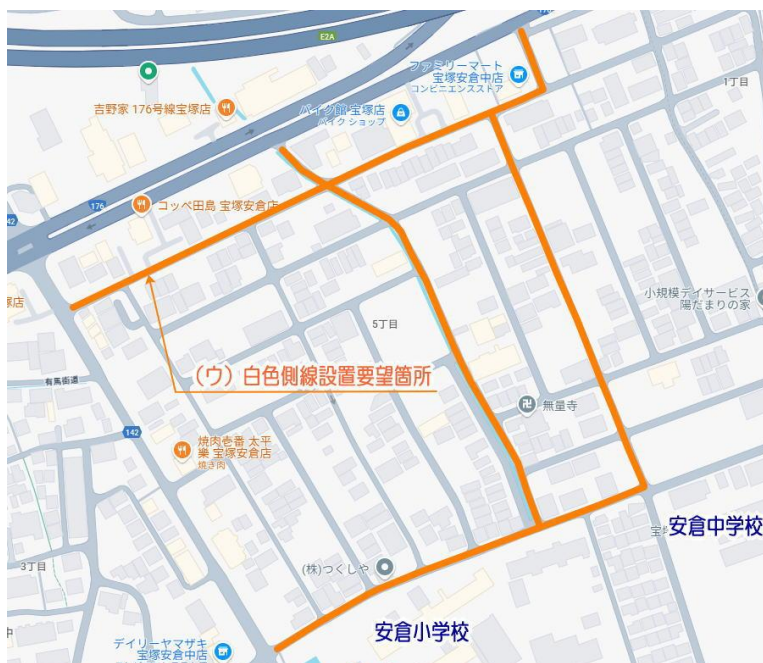 E2A
ファミリーマート
宝塚安倉中店
コンビニエンスストア
1丁目
吉野家 176号線宝塚店
バイク館 宝塚店
バイク ショップ
176
コッペ田島 宝塚安倉店
142
塚店
小規模デイサービス
陽だまりの家
5丁目
(ウ) 白色側線設置要望箇所
有馬街道
無量寺
142
焼肉壱番 太平
樂 宝塚安倉店
焼き肉
安倉中学校
3丁目
(株)つくしや
安倉小学校
デイリーヤマザキ
宝塚安倉中店